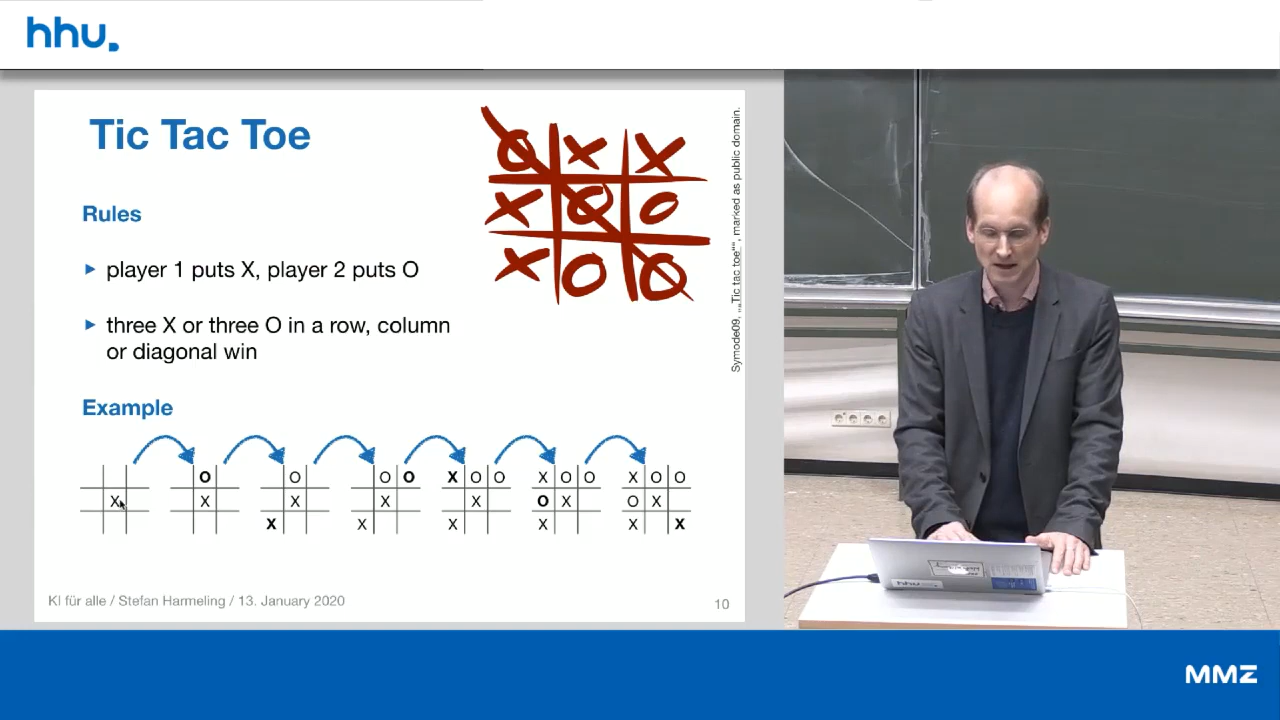 hhu.
Tic Tac Toe
O X X
X O O
X O O
Rules
player 1 puts X, player 2 puts O
three X or three O in a row, column
or diagonal win
Symode09, „„Tic tac toe"", marked as public domain.
Example
O O O X O O X O O X O O
X X X X X O X O X
X X X X X X
KI für alle / Stefan Harmeling / 13. January 2020
10
hhu
MMZ